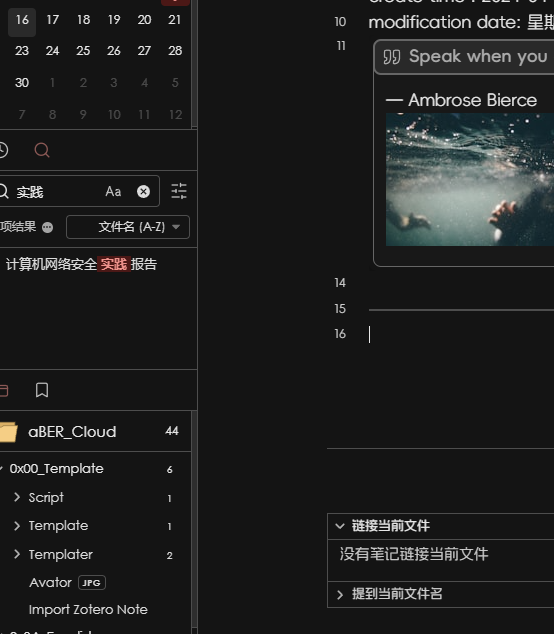 16 17 18 19 20 21
23 24 25 26 27 28
30 1 2 3 4 5
7 8 9 10 11 12
实践 Aa
项结果 文件名 (A-Z)
计算机网络安全实践报告
aBER_Cloud 44
0x00_Template 6
Script 1
Template 1
Templater 2
Avator JPG
Import Zotero Note
10 modification date: 星期
11 Speak when you
— Ambrose Bierce
14
15
16
链接当前文件
没有笔记链接当前文件
提到当前文件名